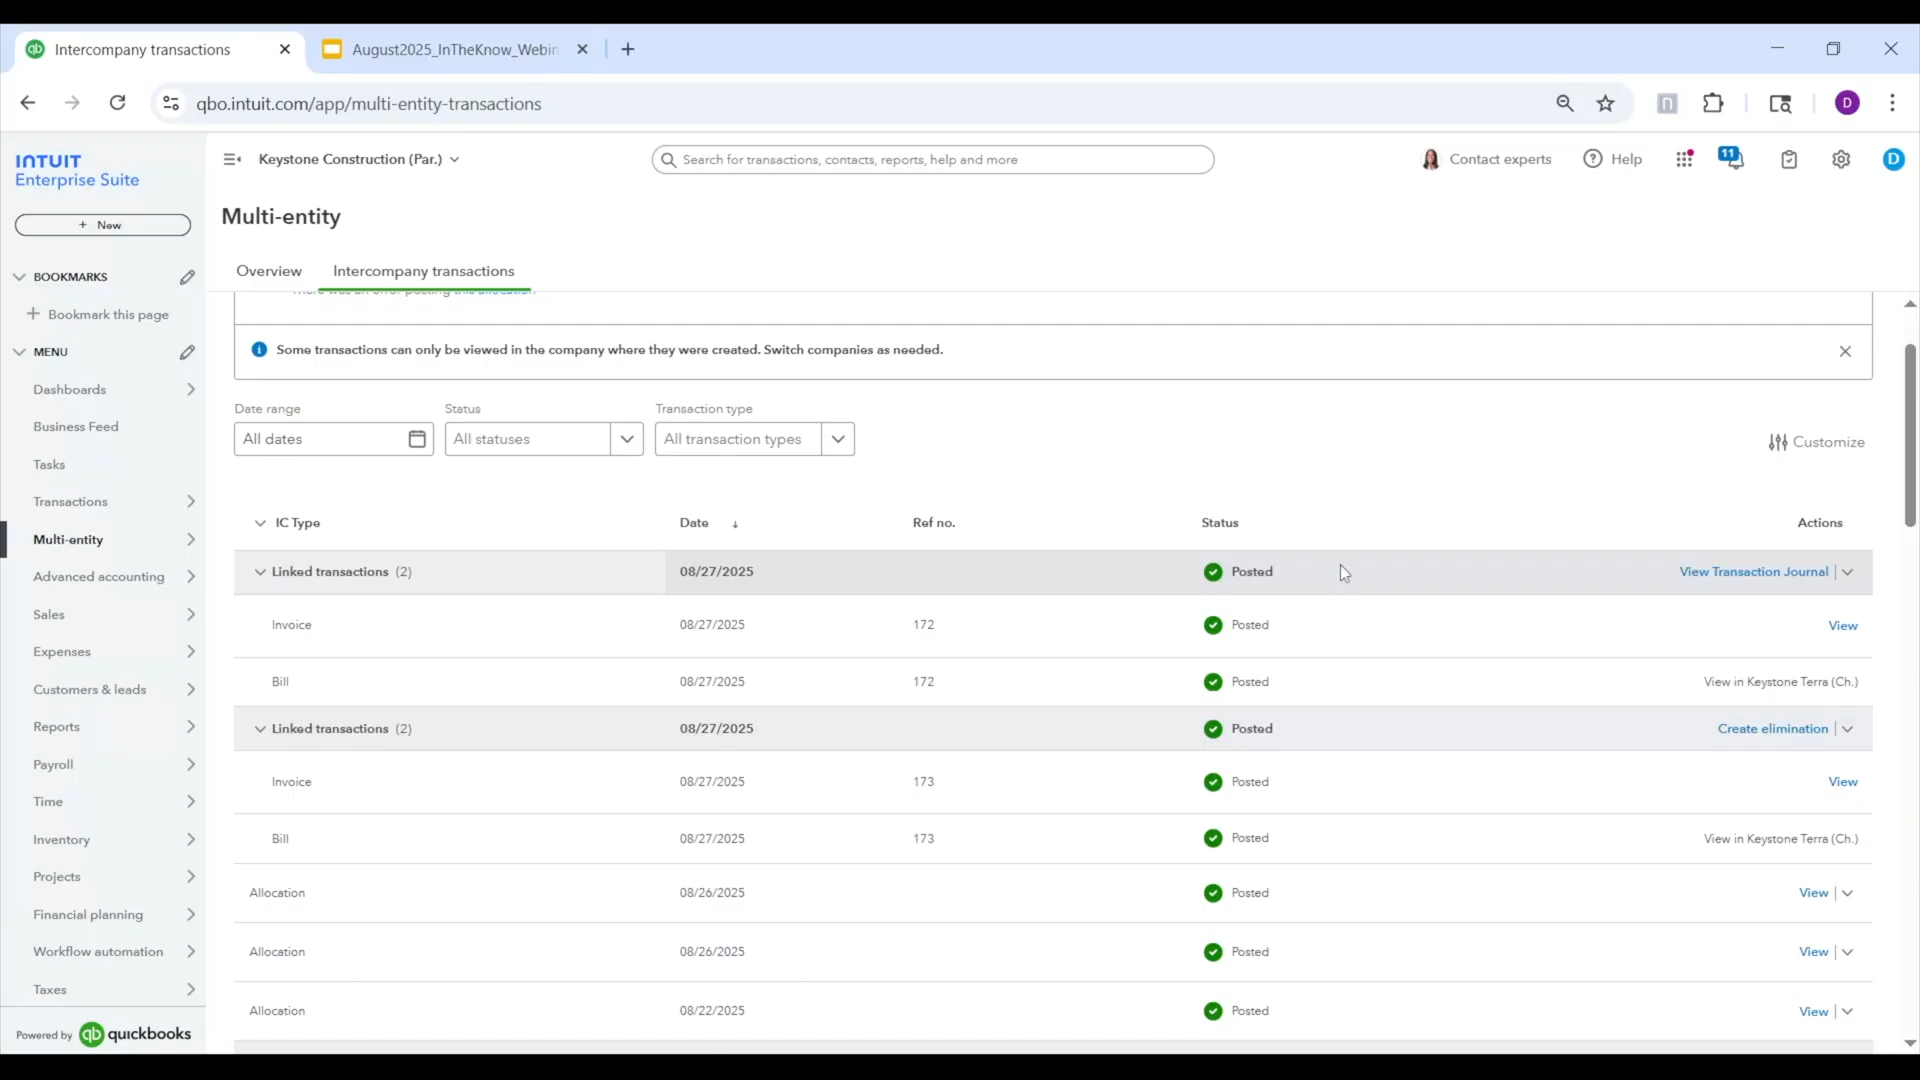 Intercompany transactions
August2025_InTheKnow_Webin
qbo.intuit.com/app/multi-entity-transactions
D
INTUIT
Enterprise Suite
Keystone Construction (Par.)
Search for transactions, contacts, reports, help and more
Contact experts
Help
11
D
+ New
Multi-entity
BOOKMARKS
Bookmark this page
MENU
Dashboards
Business Feed
Tasks
Transactions
Multi-entity
Advanced accounting
Sales
Expenses
Customers & leads
Reports
Payroll
Time
Inventory
Projects
Financial planning
Workflow automation
Taxes
Powered by qb quickbooks
Overview Intercompany transactions
There was an error posting this allocation
Some transactions can only be viewed in the company where they were created. Switch companies as needed.
Date range Status Transaction type
All dates All statuses All transaction types
Customize
IC Type Date Ref no. Status Actions
Linked transactions (2) 08/27/2025 Posted View Transaction Journal
Invoice 08/27/2025 172 Posted View
Bill 08/27/2025 172 Posted View in Keystone Terra (Ch.)
Linked transactions (2) 08/27/2025 Posted Create elimination
Invoice 08/27/2025 173 Posted View
Bill 08/27/2025 173 Posted View in Keystone Terra (Ch.)
Allocation 08/26/2025 Posted View
Allocation 08/26/2025 Posted View
Allocation 08/22/2025 Posted View